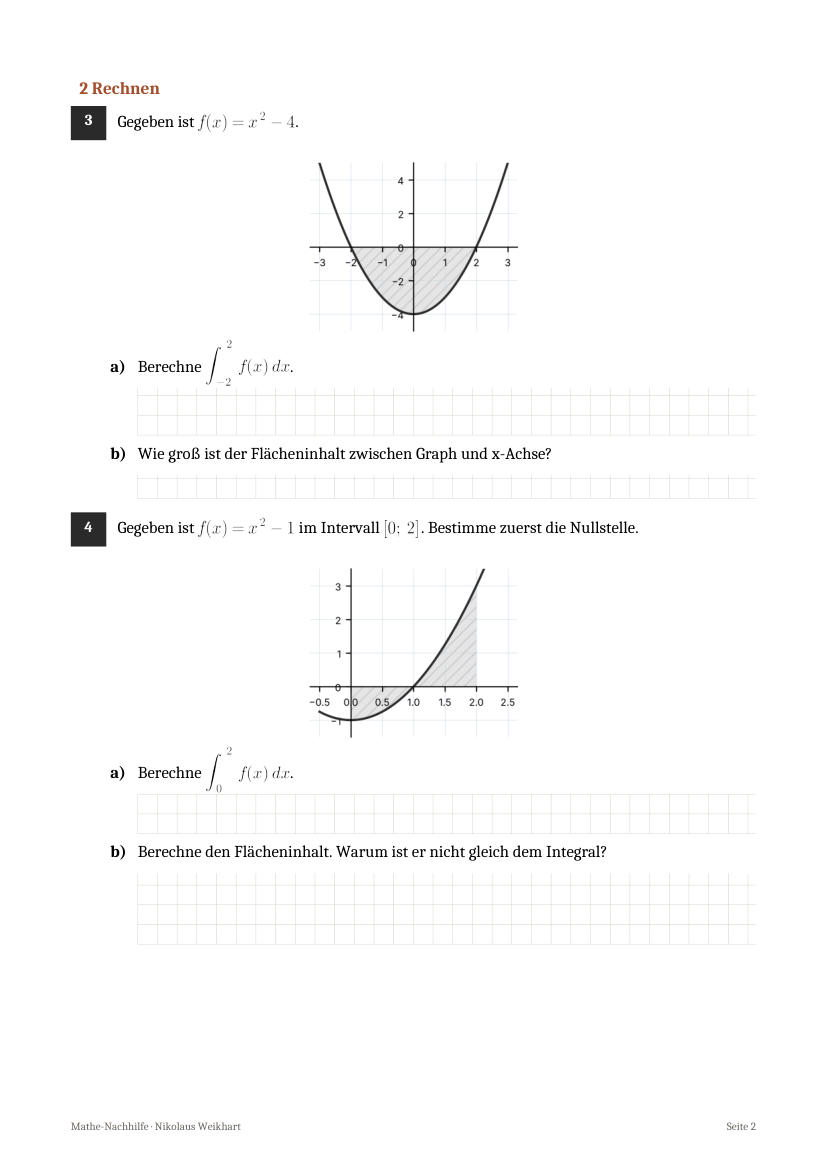 2 Rechnen
3 Gegeben ist f(x) = x² − 4.
4
2
0
−3 −2 −1 0 1 2 3
−2
−4
a) Berechne ∫₋₂² f(x) dx.
b) Wie groß ist der Flächeninhalt zwischen Graph und x-Achse?
4 Gegeben ist f(x) = x² − 1 im Intervall [0; 2]. Bestimme zuerst die Nullstelle.
3
2
1
0
−0.5 0.0 0.5 1.0 1.5 2.0 2.5
−1
a) Berechne ∫₀² f(x) dx.
b) Berechne den Flächeninhalt. Warum ist er nicht gleich dem Integral?
Mathe-Nachhilfe · Nikolaus Weikhart Seite 2